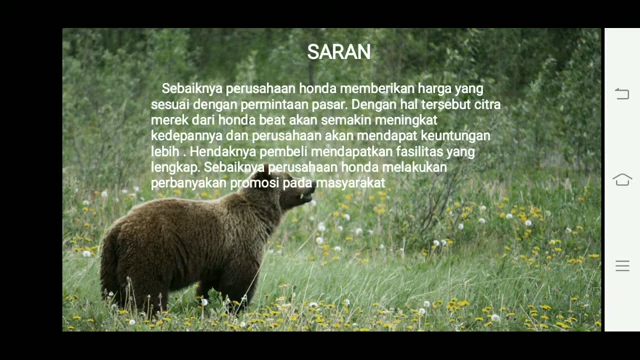 SARAN
Sebaiknya perusahaan honda memberikan harga yang
sesuai dengan permintaan pasar. Dengan hal tersebut citra
merek dari honda beat akan semakin meningkat
kedepannya dan perusahaan akan mendapat keuntungan
lebih . Hendaknya pembeli mendapatkan fasilitas yang
lengkap. Sebaiknya perusahaan honda melakukan
perbanyakan promosi pada masyarakat